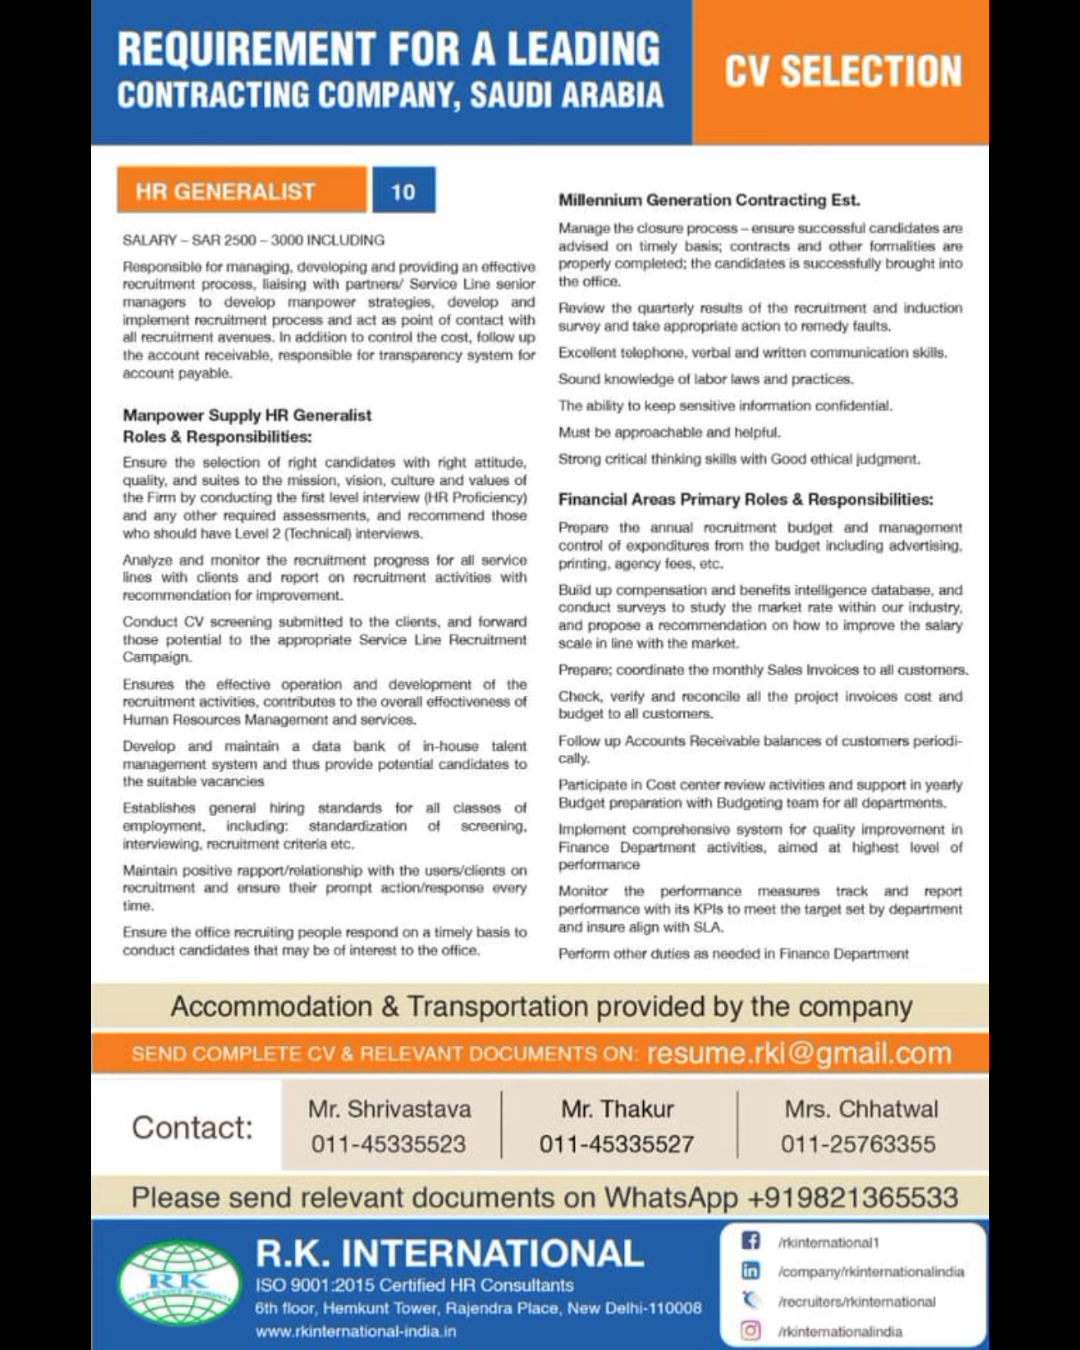 REQUIREMENT FOR A LEADING
CONTRACTING COMPANY, SAUDI ARABIA
CV SELECTION
HR GENERALIST
10
SALARY – SAR 2500 – 3000 INCLUDING
Responsible for managing, developing and providing an effective
recruitment process, liaising with partners/ Service Line senior
managers to develop manpower strategies, develop and
implement recruitment process and act as point of contact with
all recruitment avenues. In addition to control the cost, follow up
the account receivable, responsible for transparency system for
account payable.
Manpower Supply HR Generalist
Roles & Responsibilities:
Ensure the selection of right candidates with right attitude,
quality, and suites to the mission, vision, culture and values of
the Firm by conducting the first level interview (HR Proficiency)
and any other required assessments, and recommend those
who should have Level 2 (Technical) interviews.
Analyze and monitor the recruitment progress for all service
lines with clients and report on recruitment activities with
recommendation for improvement.
Conduct CV screening submitted to the clients, and forward
those potential to the appropriate Service Line Recruitment
Campaign.
Ensures the effective operation and development of the
recruitment activities, contributes to the overall effectiveness of
Human Resources Management and services.
Develop and maintain a data bank of in-house talent
management system and thus provide potential candidates to
the suitable vacancies
Establishes general hiring standards for all classes of
employment, including: standardization of screening,
interviewing, recruitment criteria etc.
Maintain positive rapport/relationship with the users/clients on
recruitment and ensure their prompt action/response every
time.
Ensure the office recruiting people respond on a timely basis to
conduct candidates that may be of interest to the office.
Millennium Generation Contracting Est.
Manage the closure process – ensure successful candidates are
advised on timely basis; contracts and other formalities are
properly completed; the candidates is successfully brought into
the office.
Review the quarterly results of the recruitment and induction
survey and take appropriate action to remedy faults.
Excellent telephone, verbal and written communication skills.
Sound knowledge of labor laws and practices.
The ability to keep sensitive information confidential.
Must be approachable and helpful.
Strong critical thinking skills with Good ethical judgment.
Financial Areas Primary Roles & Responsibilities:
Prepare the annual recruitment budget and management
control of expenditures from the budget including advertising,
printing, agency fees, etc.
Build up compensation and benefits intelligence database, and
conduct surveys to study the market rate within our industry,
and propose a recommendation on how to improve the salary
scale in line with the market.
Prepare; coordinate the monthly Sales Invoices to all customers.
Check, verify and reconcile all the project invoices cost and
budget to all customers.
Follow up Accounts Receivable balances of customers periodi-
cally.
Participate in Cost center review activities and support in yearly
Budget preparation with Budgeting team for all departments.
Implement comprehensive system for quality improvement in
Finance Department activities, aimed at highest level of
performance
Monitor the performance measures track and report
performance with its KPIs to meet the target set by department
and insure align with SLA.
Perform other duties as needed in Finance Department
Accommodation & Transportation provided by the company
SEND COMPLETE CV & RELEVANT DOCUMENTS ON: resume.rki@gmail.com
Contact:
Mr. Shrivastava
011-45335523
Mr. Thakur
011-45335527
Mrs. Chhatwal
011-25763355
Please send relevant documents on WhatsApp +919821365533
RK
IN THE SERVICE OF HUMANITY
R.K. INTERNATIONAL
ISO 9001:2015 Certified HR Consultants
6th floor, Hemkunt Tower, Rajendra Place, New Delhi-110008
www.rkinternational-india.in
/rkinternational1
/company/rkinternationalindia
/recruiters/rkinternational
/rkinternationalindia